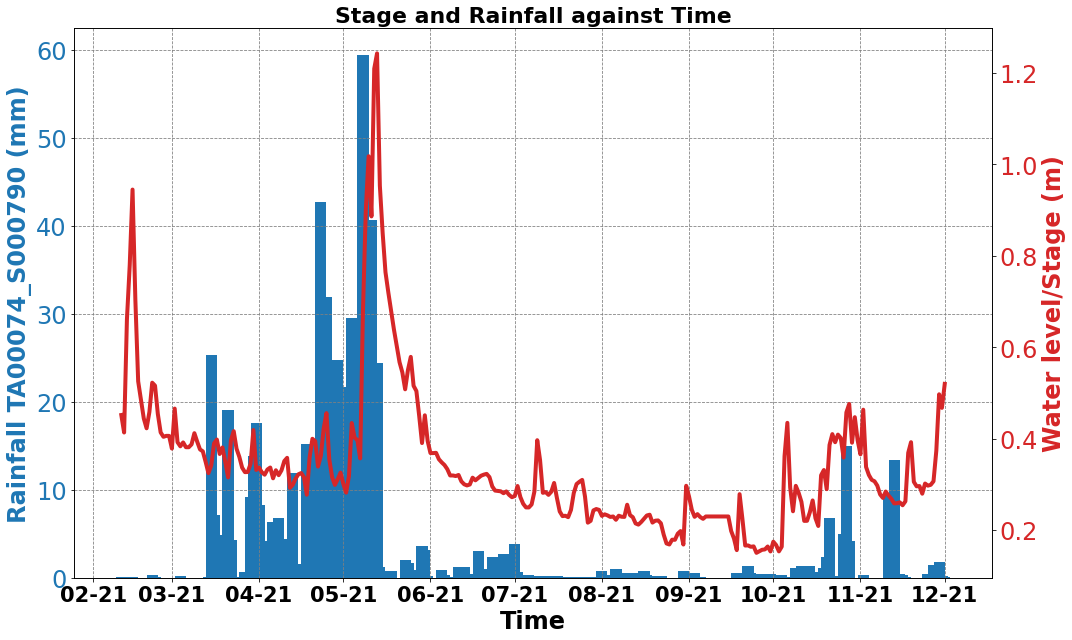 Stage and Rainfall against Time
Rainfall TA00074_S000790 (mm)
60
50
40
30
20
10
0
1.2
1.0
0.8
0.6
0.4
0.2
Water level/Stage (m)
02-21 03-21 04-21 05-21 06-21 07-21 08-21 09-21 10-21 11-21 12-21
Time